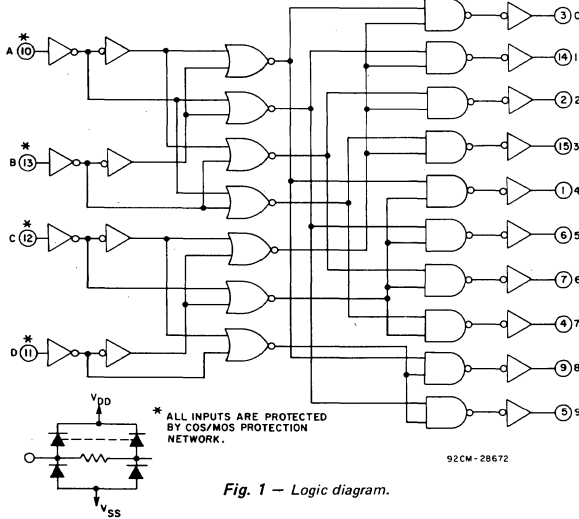 3 0
* A 10
14 1
2 2
* B 13
15 3
1 4
* C 12
6 5
7 6
* D 11
4 7
9 8
5 9
VDD
* ALL INPUTS ARE PROTECTED
BY COS/MOS PROTECTION
NETWORK.
VSS
92CM-28672
Fig. 1 — Logic diagram.